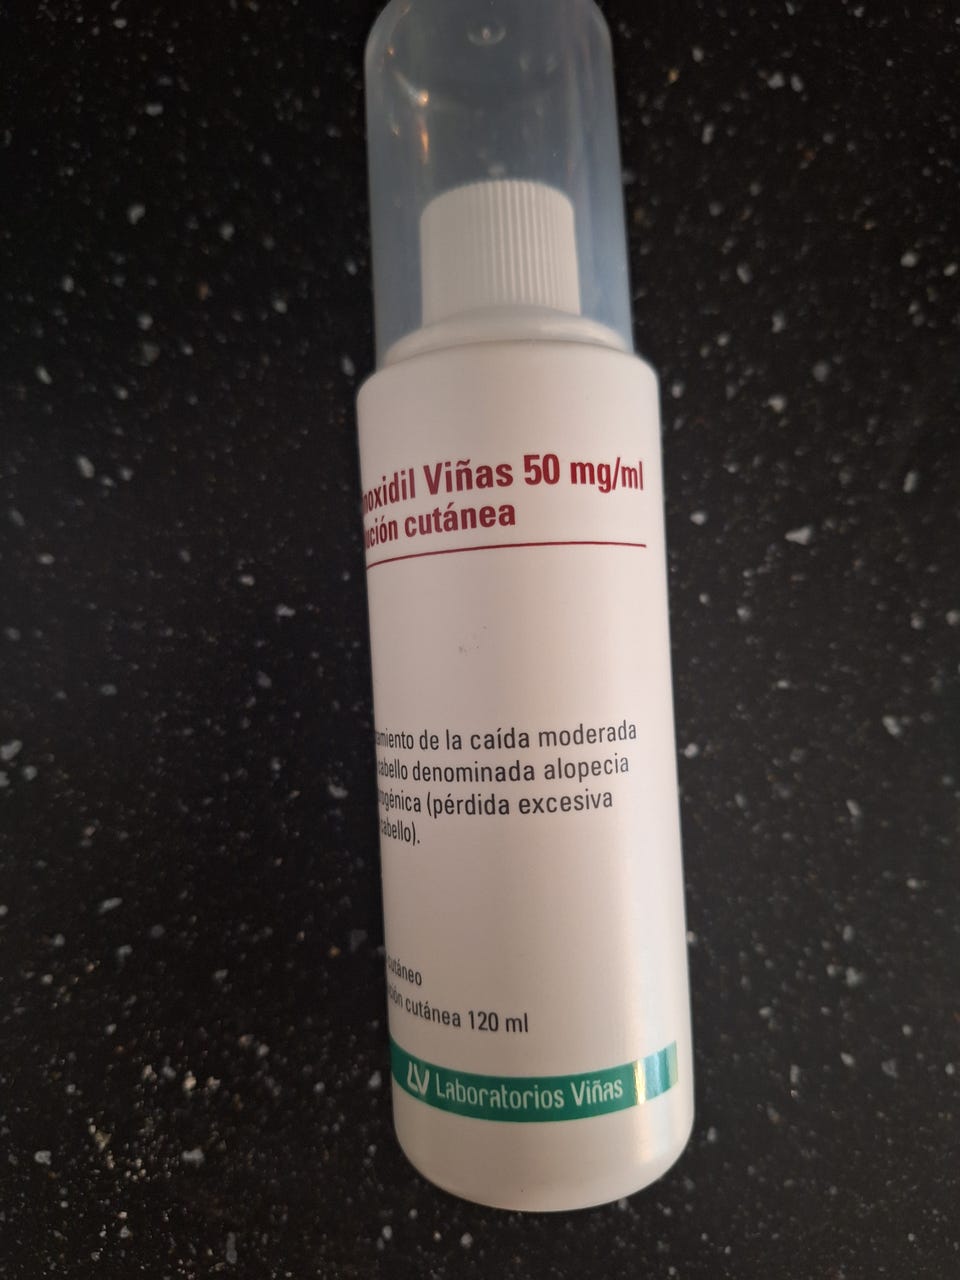 noxidil Viñas 50 mg/ml
ución cutánea
amiento de la caída moderada
cabello denominada alopecia
ogénica (pérdida excesiva
cabello).
cutáneo
ción cutánea 120 ml
LV Laboratorios Viñas